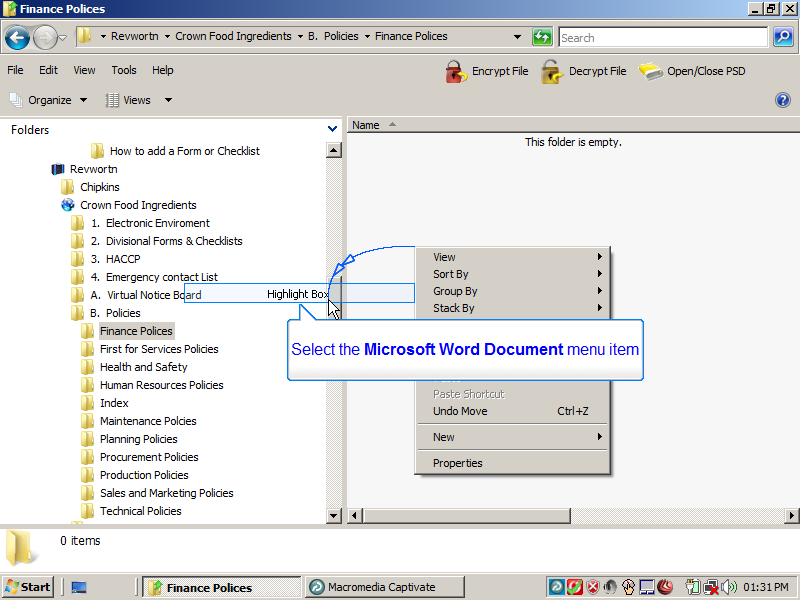 Finance Polices
Revwortn Crown Food Ingredients B. Policies Finance Polices
Search
File Edit View Tools Help
Encrypt File Decrypt File Open/Close PSD
Organize Views
Folders
Name
This folder is empty.
How to add a Form or Checklist
Revwortn
Chipkins
Crown Food Ingredients
1. Electronic Enviroment
2. Divisional Forms & Checklists
3. HACCP
4. Emergency contact List
A. Virtual Notice Board
Highlight Box
B. Policies
Finance Polices
First for Services Policies
Health and Safety
Human Resources Policies
Index
Maintenance Policies
Planning Policies
Procurement Policies
Production Policies
Sales and Marketing Policies
Technical Policies
View
Sort By
Group By
Stack By
Select the Microsoft Word Document menu item
Paste Shortcut
Undo Move Ctrl+Z
New
Properties
0 items
Start
Finance Polices
Macromedia Captivate
01:31 PM